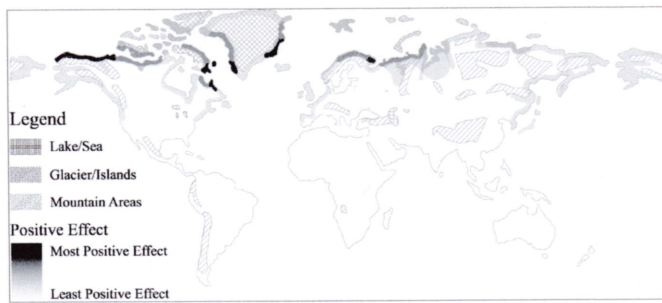 Legend
Lake/Sea
Glacier/Islands
Mountain Areas
Positive Effect
Most Positive Effect
Least Positive Effect